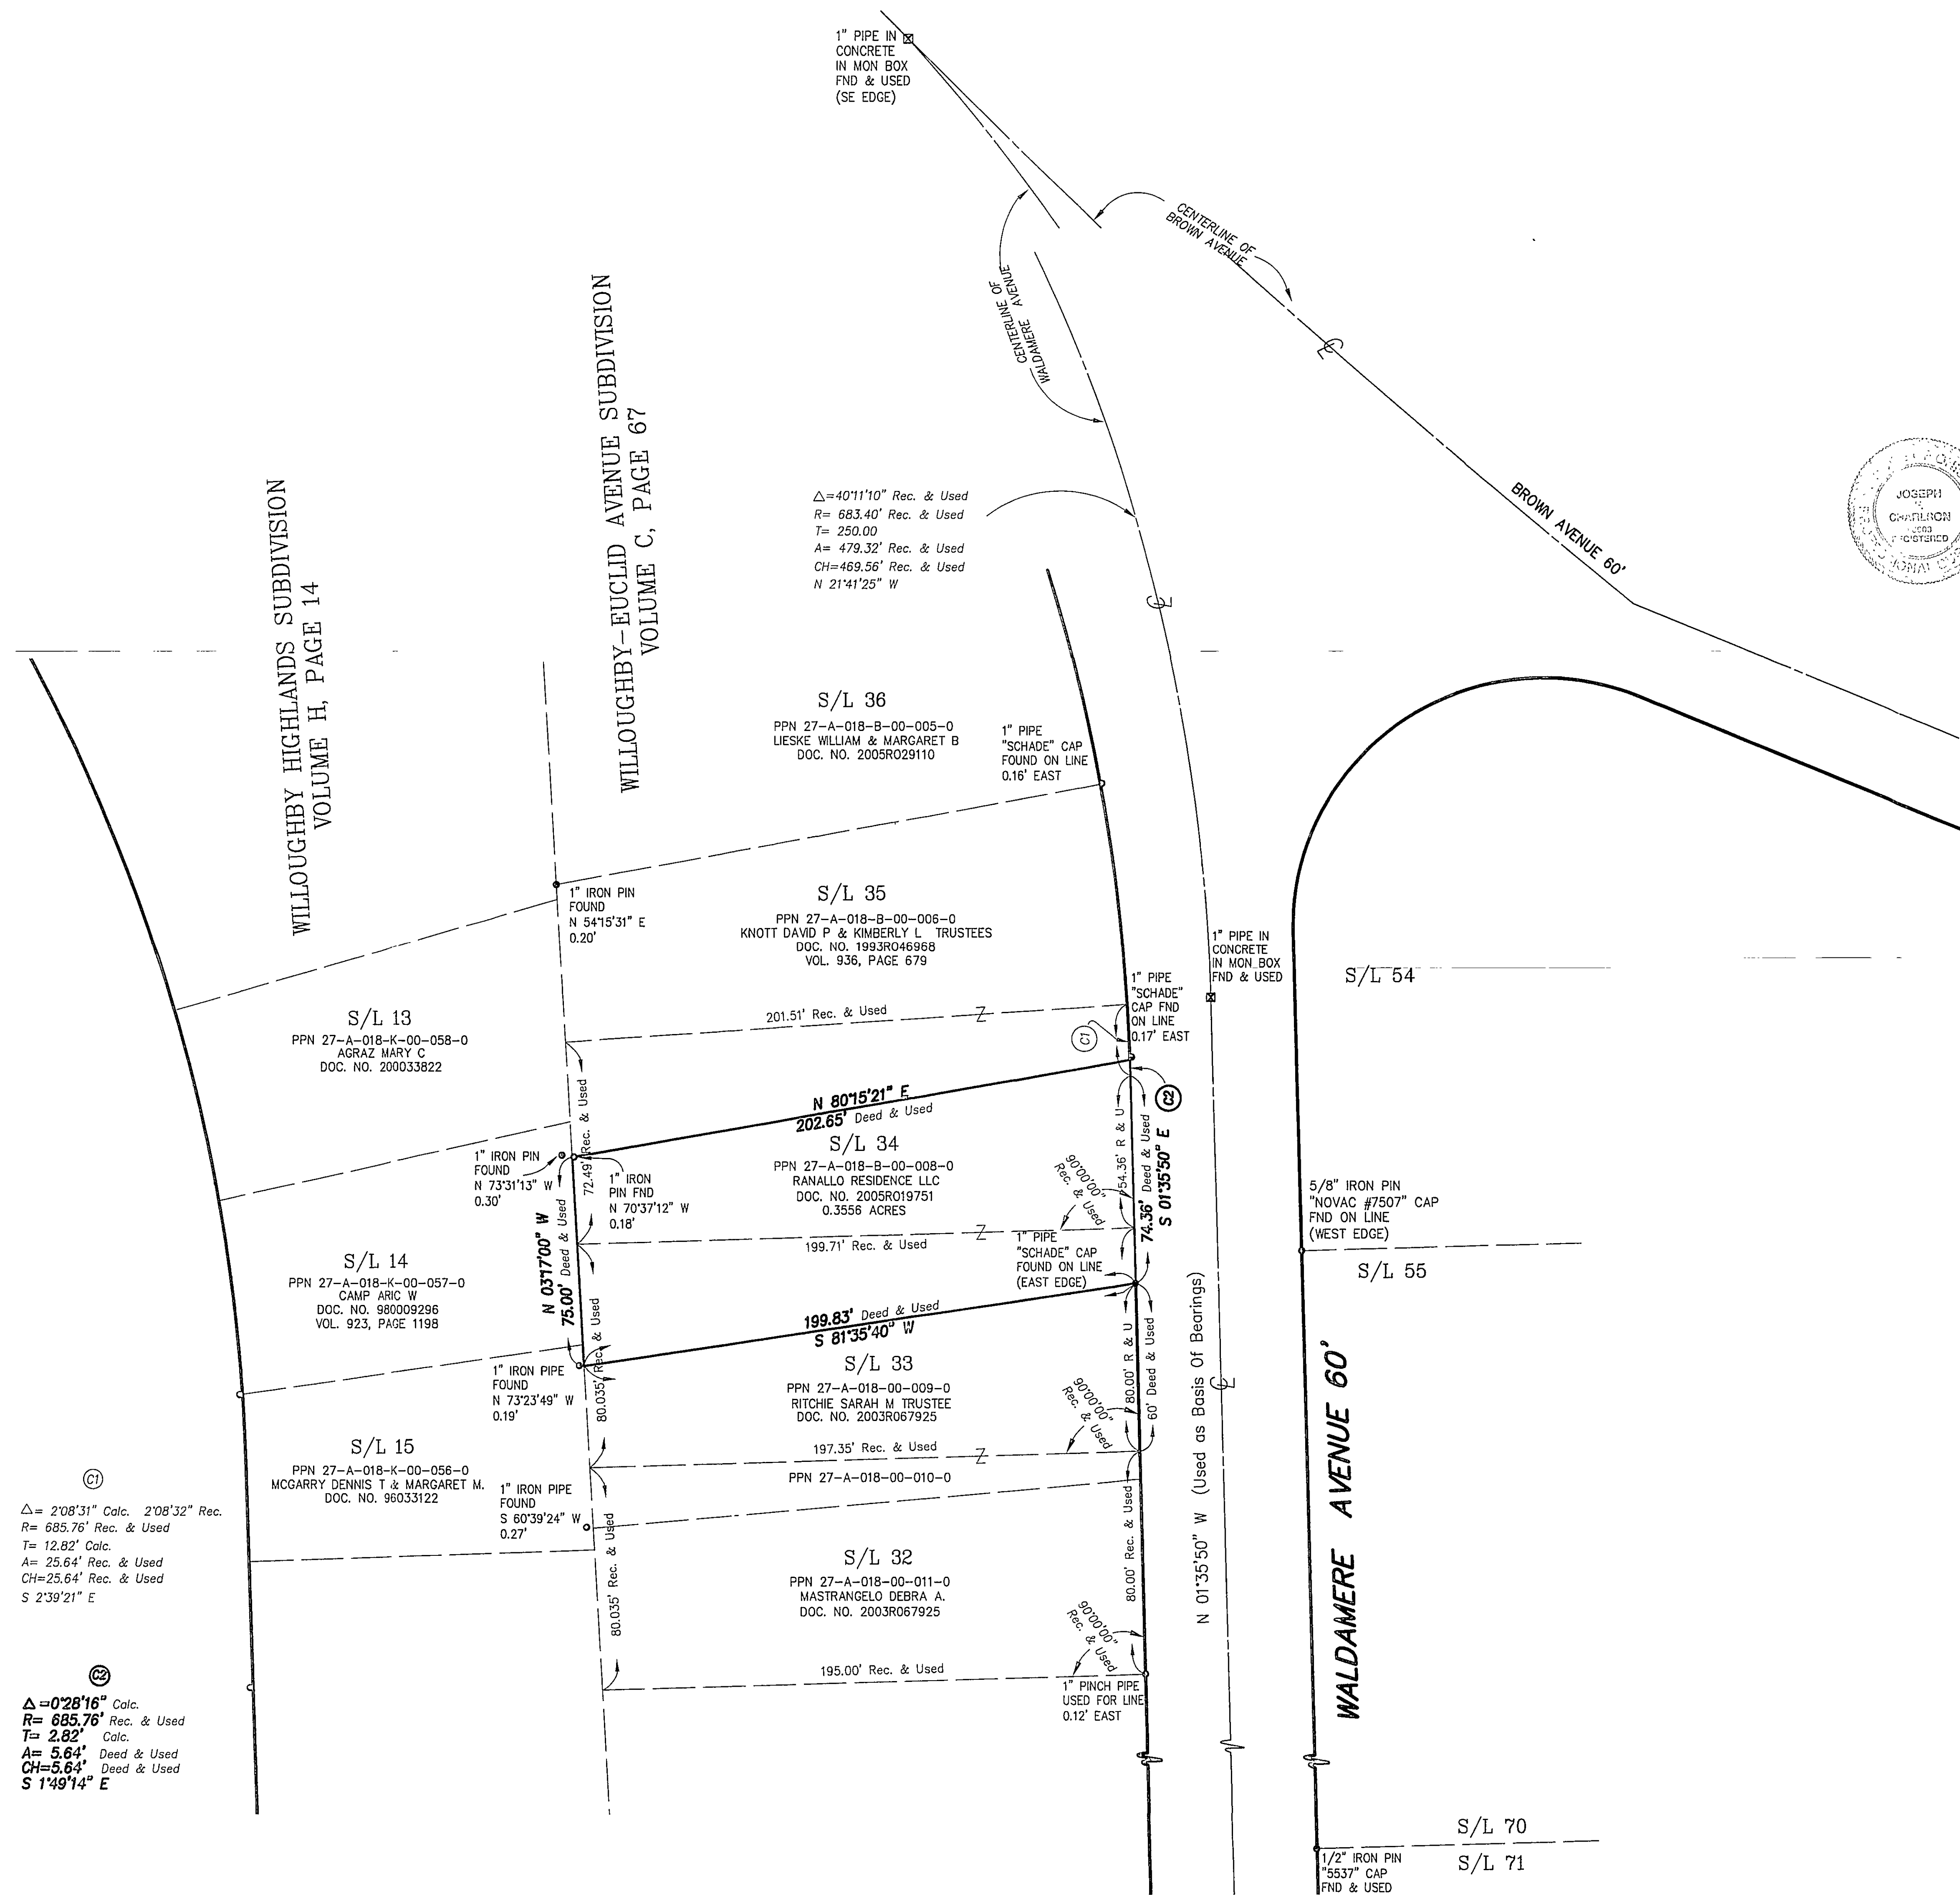 1" PIPE IN
CONCRETE
IN MON BOX
FND & USED
(SE EDGE)
CENTERLINE OF
BROWN AVENUE
CENTERLINE OF
WALDAMERE AVENUE
WILLOUGHBY HIGHLANDS SUBDIVISION
VOLUME H, PAGE 14
WILLOUGHBY-EUCLID AVENUE SUBDIVISION
VOLUME C, PAGE 67
Δ=40°11'10" Rec. & Used
R= 683.40' Rec. & Used
T= 250.00
A= 479.32' Rec. & Used
CH=469.56' Rec. & Used
N 21°41'25" W
BROWN AVENUE 60'
JOSEPH
CHARLSON
REGISTERED
S/L 36
PPN 27-A-018-B-00-005-0
LIESKE WILLIAM & MARGARET B
DOC. NO. 2005R029110
1" PIPE
"SCHADE" CAP
FOUND ON LINE
0.16' EAST
1" IRON PIN
FOUND
N 54°15'31" E
0.20'
S/L 35
PPN 27-A-018-B-00-006-0
KNOTT DAVID P & KIMBERLY L TRUSTEES
DOC. NO. 1993R046968
VOL. 936, PAGE 679
1" PIPE IN
CONCRETE
IN MON BOX
FND & USED
S/L 54
1" PIPE
"SCHADE"
CAP FND
ON LINE
0.17' EAST
201.51' Rec. & Used
Z
C1
S/L 13
PPN 27-A-018-K-00-058-0
AGRAZ MARY C
DOC. NO. 200033822
72.49' Rec. & Used
N 80°15'21" E
202.65' Deed & Used
C2
S/L 34
PPN 27-A-018-B-00-008-0
RANALLO RESIDENCE LLC
DOC. NO. 2005R019751
0.3556 ACRES
1" IRON PIN
FOUND
N 73°31'13" W
0.30'
1" IRON
PIN FND
N 70°37'12" W
0.18'
N 03°17'00" W
75.00' Deed & Used
54.36' R & U
74.36' Deed & Used
S 01°35'50" E
90°00'00"
Rec. & Used
199.71' Rec. & Used
Z
1" PIPE
"SCHADE" CAP
FOUND ON LINE
(EAST EDGE)
5/8" IRON PIN
"NOVAC #7507" CAP
FND ON LINE
(WEST EDGE)
S/L 55
S/L 14
PPN 27-A-018-K-00-057-0
CAMP ARIC W
DOC. NO. 980009296
VOL. 923, PAGE 1198
199.83' Deed & Used
S 81°35'40" W
1" IRON PIPE
FOUND
N 73°23'49" W
0.19'
80.035' Rec. & Used
S/L 33
PPN 27-A-018-00-009-0
RITCHIE SARAH M TRUSTEE
DOC. NO. 2003R067925
80.00' R & U
60' Deed & Used
90°00'00"
Rec. & Used
N 01°35'50" W (Used as Basis Of Bearings)
WALDAMERE AVENUE 60'
197.35' Rec. & Used
Z
PPN 27-A-018-00-010-0
S/L 15
PPN 27-A-018-K-00-056-0
MCGARRY DENNIS T & MARGARET M.
DOC. NO. 96033122
1" IRON PIPE
FOUND
S 60°39'24" W
0.27'
80.035' Rec. & Used
S/L 32
PPN 27-A-018-00-011-0
MASTRANGELO DEBRA A.
DOC. NO. 2003R067925
80.00' Rec. & Used
90°00'00"
Rec. & Used
195.00' Rec. & Used
1" PINCH PIPE
USED FOR LINE
0.12' EAST
C1
Δ= 2°08'31" Calc. 2°08'32" Rec.
R= 685.76' Rec. & Used
T= 12.82' Calc.
A= 25.64' Rec. & Used
CH=25.64' Rec. & Used
S 2°39'21" E
C2
Δ=0°28'16" Calc.
R= 685.76' Rec. & Used
T= 2.82' Calc.
A= 5.64' Deed & Used
CH=5.64' Deed & Used
S 1°49'14" E
S/L 70
S/L 71
1/2" IRON PIN
"5537" CAP
FND & USED